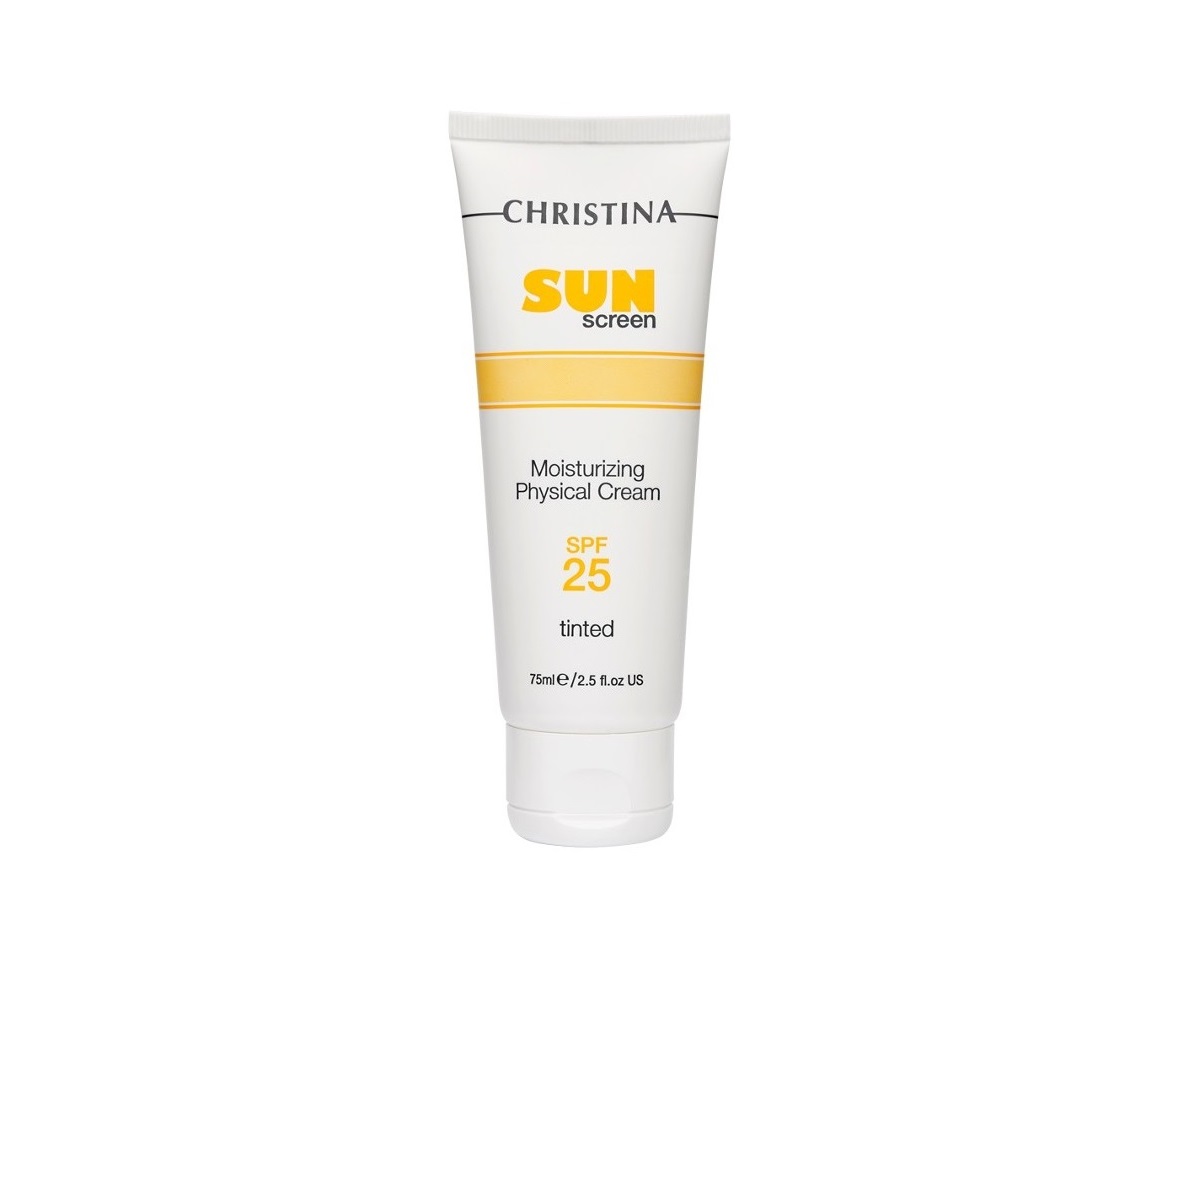 CHRISTINA
SUN
screen
Moisturizing
Physical Cream
SPF
25
tinted
75ml℮/2.5 fl.oz US